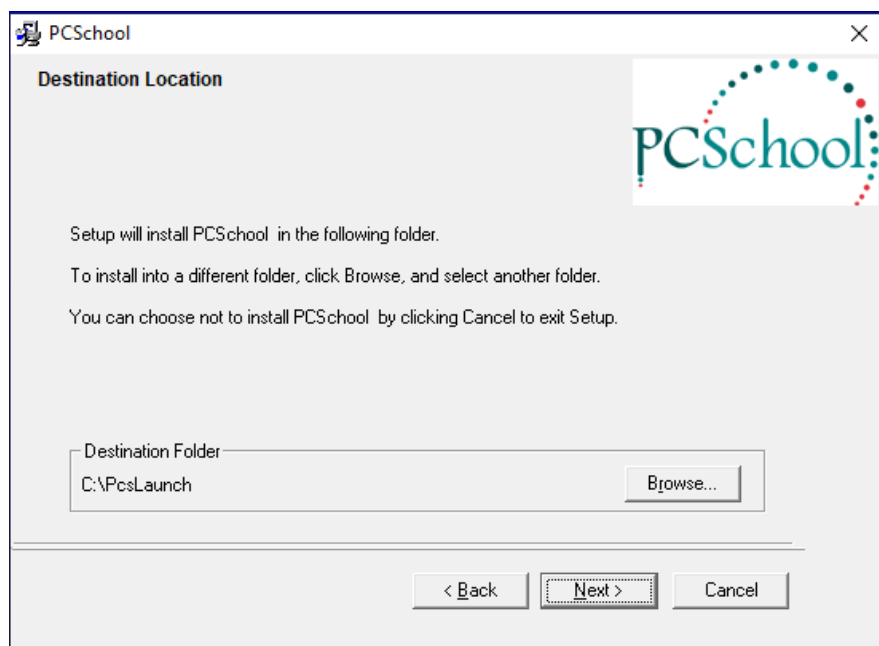 PCSchool
Destination Location
PCSchool
Setup will install PCSchool in the following folder.
To install into a different folder, click Browse, and select another folder.
You can choose not to install PCSchool by clicking Cancel to exit Setup.
Destination Folder
C:\PcsLaunch
Browse...
< Back
Next >
Cancel